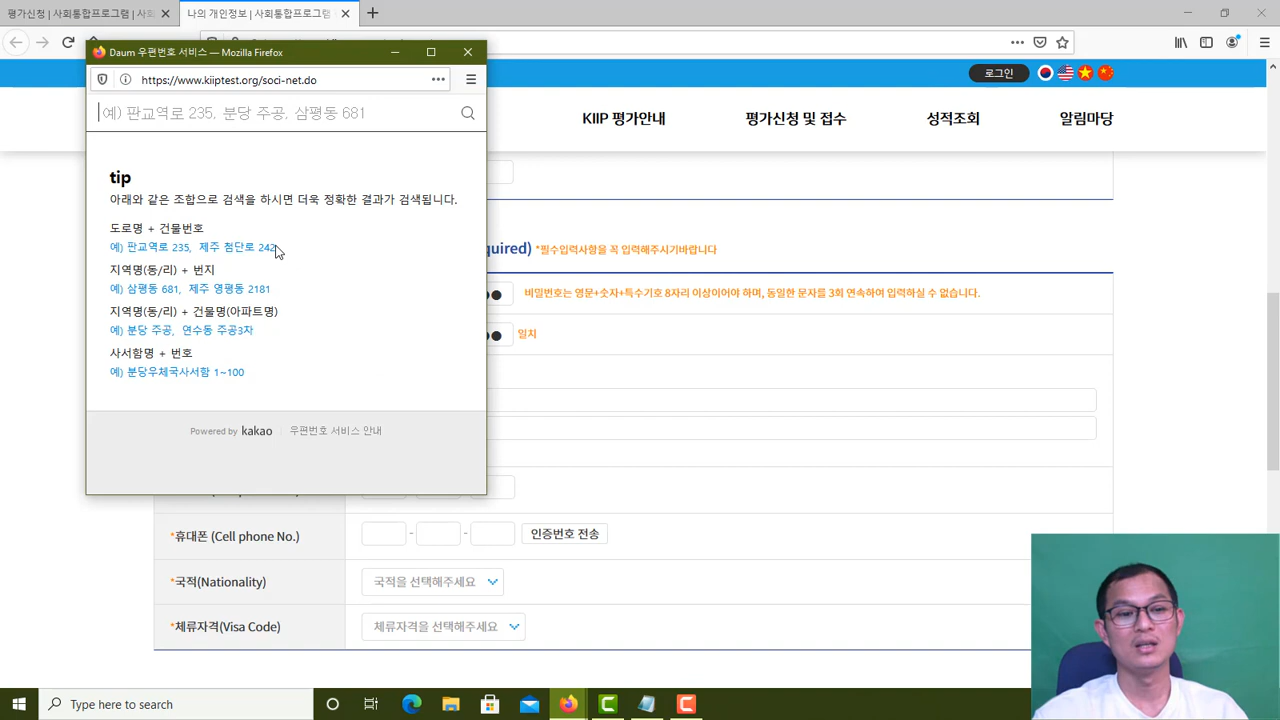 평가신청 | 사회통합프로그램 | 사회
나의 개인정보 | 사회통합프로그램
Daum 우편번호 서비스 — Mozilla Firefox
https://www.kiiptest.org/soci-net.do
로그인
예) 판교역로 235, 분당 주공, 삼평동 681
KIIP 평가안내
평가신청 및 접수
성적조회
알림마당
tip
아래와 같은 조합으로 검색을 하시면 더욱 정확한 결과가 검색됩니다.
도로명 + 건물번호
예) 판교역로 235, 제주 첨단로 242
지역명(동/리) + 번지
예) 삼평동 681, 제주 영평동 2181
지역명(동/리) + 건물명(아파트명)
예) 분당 주공, 연수동 주공3차
사서함명 + 번호
예) 분당우체국사서함 1~100
Powered by kakao
우편번호 서비스 안내
quired) *필수입력사항을 꼭 입력해주시기바랍니다
비밀번호는 영문+숫자+특수기호 8자리 이상이어야 하며, 동일한 문자를 3회 연속하여 입력하실 수 없습니다.
일치
*휴대폰 (Cell phone No.)
- -
인증번호 전송
*국적(Nationality)
국적을 선택해주세요
*체류자격(Visa Code)
체류자격을 선택해주세요
Type here to search